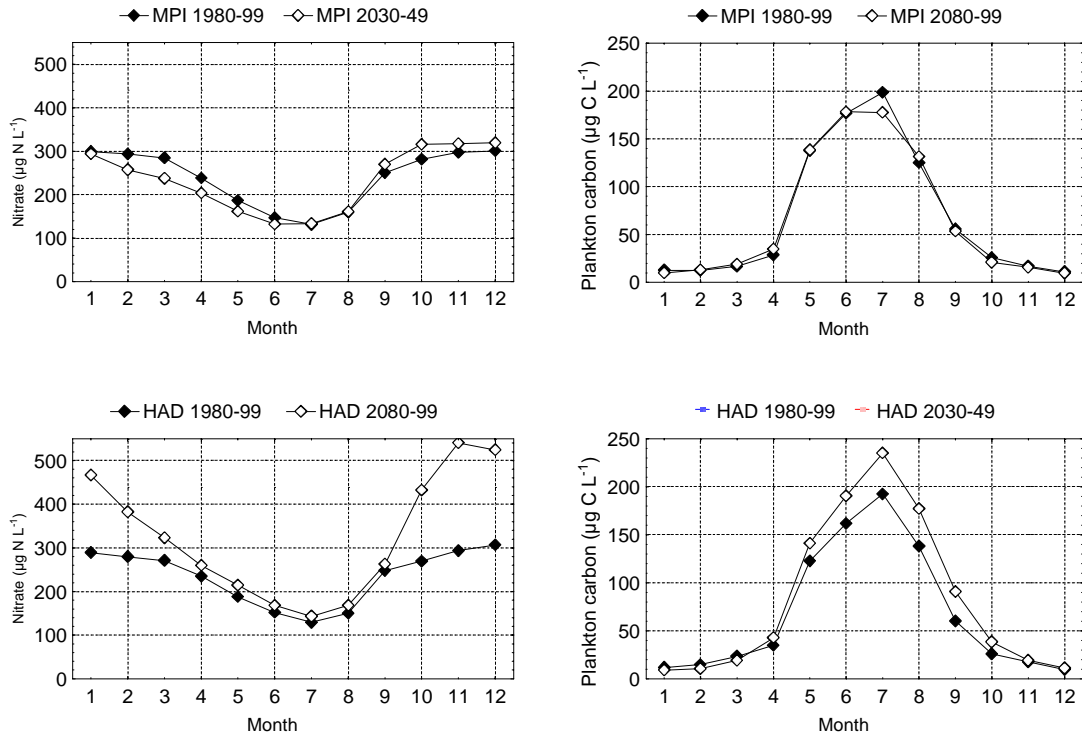 MPI 1980-99 MPI 2030-49
500
400
300
200
100
0
Nitrate (µg N L-1)
1 2 3 4 5 6 7 8 9 10 11 12
Month
MPI 1980-99 MPI 2080-99
250
200
150
100
50
0
Plankton carbon (µg C L-1)
1 2 3 4 5 6 7 8 9 10 11 12
Month
HAD 1980-99 HAD 2080-99
500
400
300
200
100
0
Nitrate (µg N L-1)
1 2 3 4 5 6 7 8 9 10 11 12
Month
HAD 1980-99 HAD 2030-49
250
200
150
100
50
0
Plankton carbon (µg C L-1)
1 2 3 4 5 6 7 8 9 10 11 12
Month